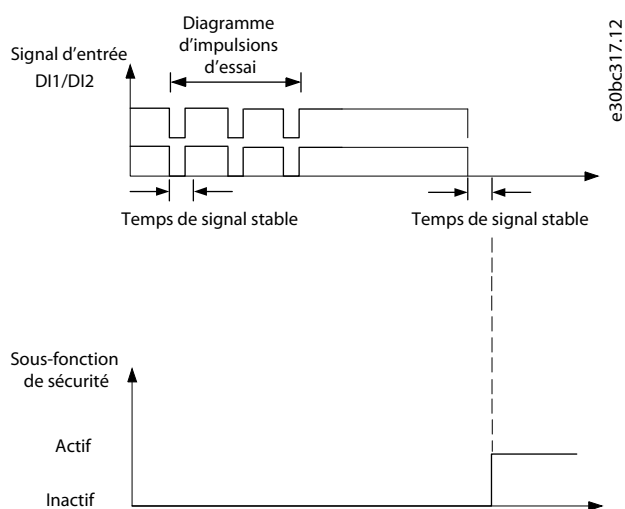 Diagramme
d'impulsions
d'essai
Signal d'entrée
DI1/DI2
e30bc317.12
Temps de signal stable
Temps de signal stable
Sous-fonction
de sécurité
Actif
Inactif